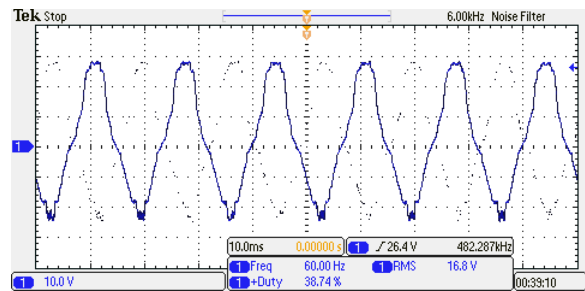 Tek Stop 6.00kHz Noise Filter
T
T
1
10.0ms 0.00000 s 1 26.4 V 482.287kHz
1 Freq 60.00 Hz 1 RMS 16.8 V
1 10.0 V 1 +Duty 38.74 % 00:39:10